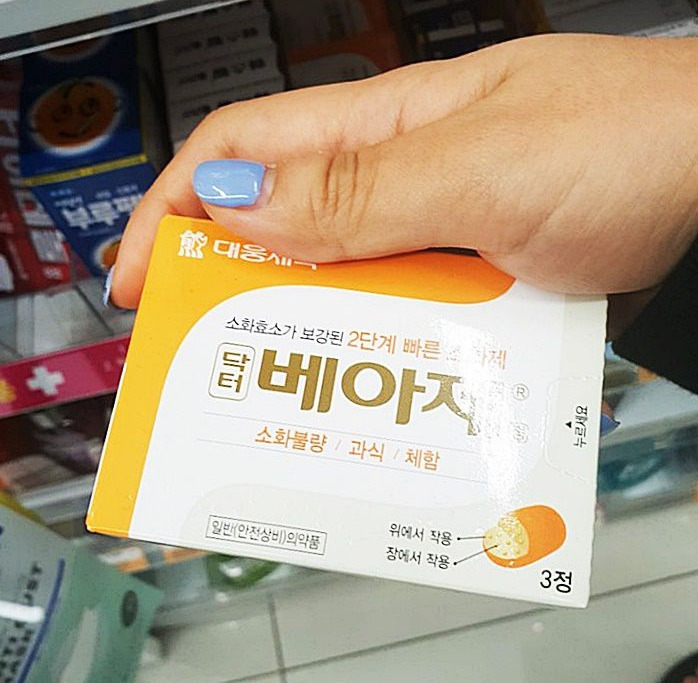 대웅제약
소화효소가 보강된 2단계 빠른
닥터 베아제®
소화불량 / 과식 / 체함
▲누르세요
일반(안전상비)의약품
위에서 작용
장에서 작용
3정